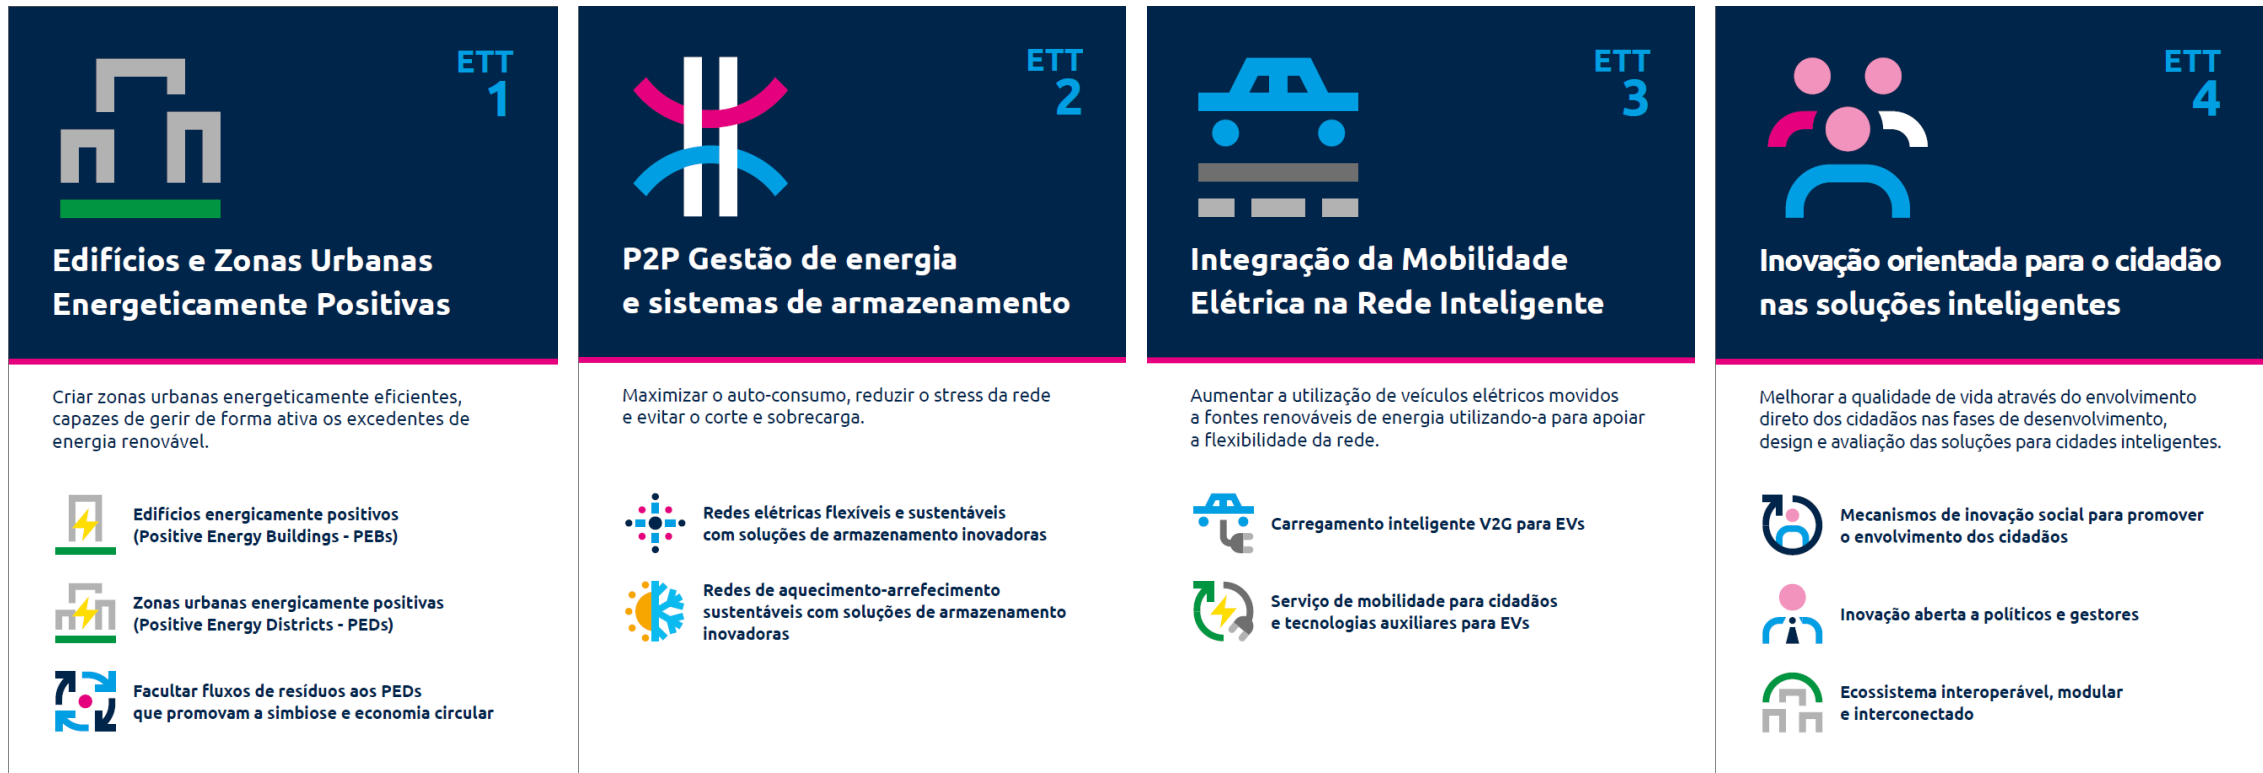 ETT
1
Edifícios e Zonas Urbanas
Energeticamente Positivas
Criar zonas urbanas energeticamente eficientes,
capazes de gerir de forma ativa os excedentes de
energia renovável.
Edifícios energicamente positivos
(Positive Energy Buildings - PEBs)
Zonas urbanas energicamente positivas
(Positive Energy Districts - PEDs)
Facultar fluxos de resíduos aos PEDs
que promovam a simbiose e economia circular
ETT
2
P2P Gestão de energia
e sistemas de armazenamento
Maximizar o auto-consumo, reduzir o stress da rede
e evitar o corte e sobrecarga.
Redes elétricas flexíveis e sustentáveis
com soluções de armazenamento inovadoras
Redes de aquecimento-arrefecimento
sustentáveis com soluções de armazenamento
inovadoras
ETT
3
Integração da Mobilidade
Elétrica na Rede Inteligente
Aumentar a utilização de veículos elétricos movidos
a fontes renováveis de energia utilizando-a para apoiar
a flexibilidade da rede.
Carregamento inteligente V2G para EVs
Serviço de mobilidade para cidadãos
e tecnologias auxiliares para EVs
ETT
4
Inovação orientada para o cidadão
nas soluções inteligentes
Melhorar a qualidade de vida através do envolvimento
direto dos cidadãos nas fases de desenvolvimento,
design e avaliação das soluções para cidades inteligentes.
Mecanismos de inovação social para promover
o envolvimento dos cidadãos
Inovação aberta a políticos e gestores
Ecossistema interoperável, modular
e interconectado